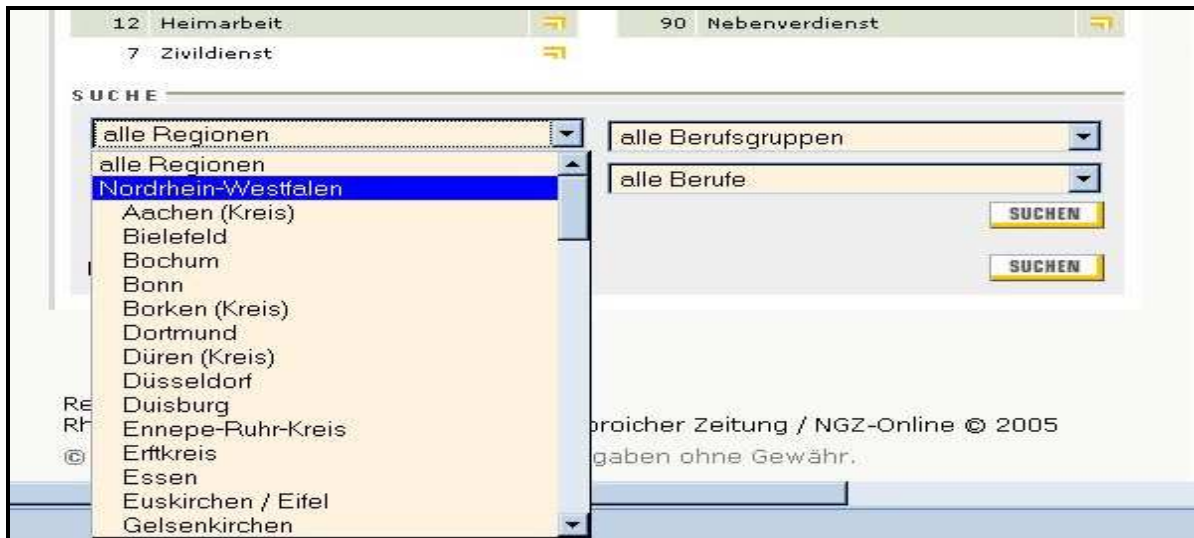 12 Heimarbeit
90 Nebenverdienst
7 Zivildienst
SUCHE
alle Regionen
alle Berufsgruppen
alle Regionen
Nordrhein-Westfalen
alle Berufe
Aachen (Kreis)
SUCHEN
Bielefeld
Bochum
SUCHEN
Bonn
Borken (Kreis)
Dortmund
Düren (Kreis)
Düsseldorf
Duisburg
Ennepe-Ruhr-Kreis
Erftkreis
Essen
Euskirchen / Eifel
Gelsenkirchen
Re
Rh
roicher Zeitung / NGZ-Online © 2005
©
gaben ohne Gewähr.